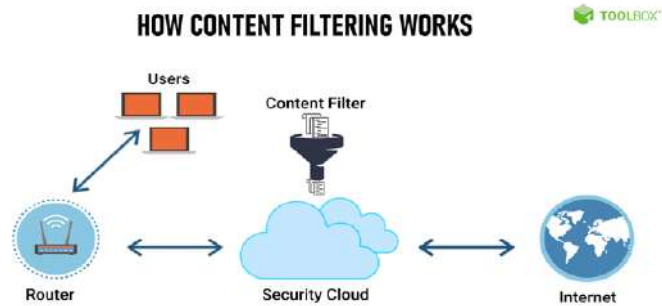 HOW CONTENT FILTERING WORKS
TOOLBOX
Users
Content Filter
Router
Security Cloud
Internet